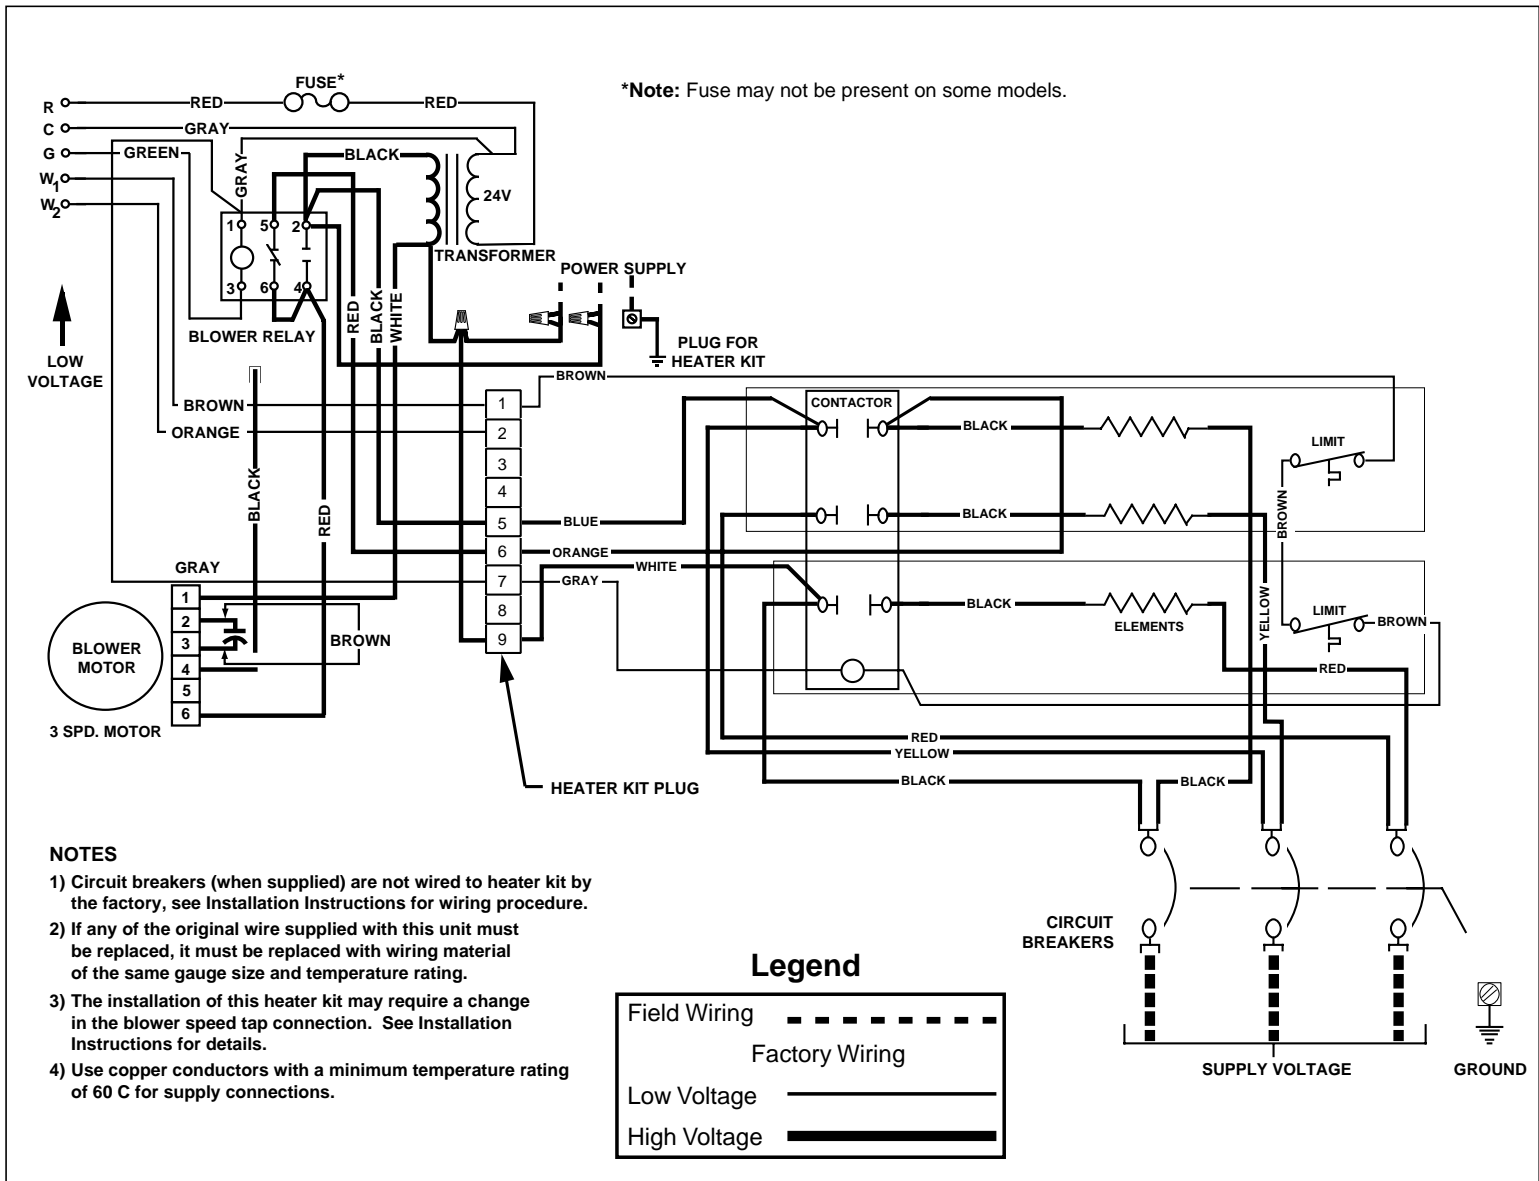 FUSE*
*Note: Fuse may not be present on some models.
R
RED
RED
C
GRAY
G
GREEN
BLACK
W1
GRAY
W2
24V
1
5
2
3
6
4
TRANSFORMER
BLOWER RELAY
LOW
VOLTAGE
RED
BLACK
WHITE
POWER SUPPLY
PLUG FOR
HEATER KIT
BROWN
BROWN
ORANGE
1
2
3
4
5
6
7
8
9
CONTACTOR
BLACK
LIMIT
BLACK
RED
BLUE
BLACK
BROWN
ORANGE
WHITE
GRAY
GRAY
BLACK
ELEMENTS
YELLOW
LIMIT
BROWN
RED
1
2
3
4
5
6
BROWN
BLOWER
MOTOR
3 SPD. MOTOR
RED
YELLOW
BLACK
BLACK
HEATER KIT PLUG
NOTES
1) Circuit breakers (when supplied) are not wired to heater kit by
the factory, see Installation Instructions for wiring procedure.
2) If any of the original wire supplied with this unit must
be replaced, it must be replaced with wiring material
of the same gauge size and temperature rating.
3) The installation of this heater kit may require a change
in the blower speed tap connection. See Installation
Instructions for details.
4) Use copper conductors with a minimum temperature rating
of 60 C for supply connections.
CIRCUIT
BREAKERS
Legend
Field Wiring
Factory Wiring
Low Voltage
High Voltage
SUPPLY VOLTAGE
GROUND